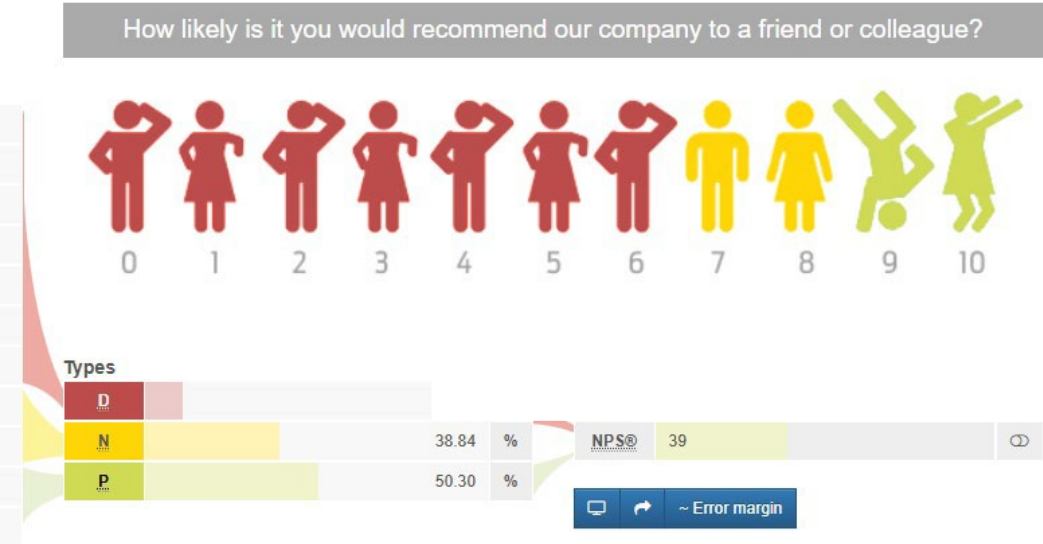 How likely is it you would recommend our company to a friend or colleague?
0 1 2 3 4 5 6 7 8 9 10
Types
D
N 38.84 % NPS® 39
P 50.30 %
~ Error margin